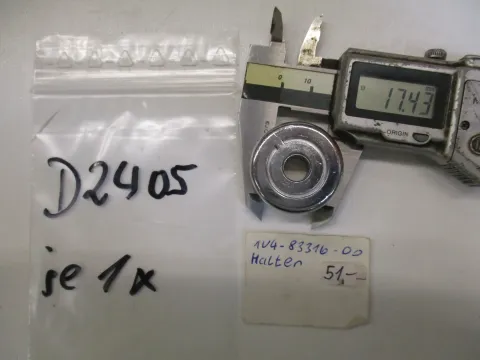 D2405
je 1x
0 10
17.43
ORIGIN
1V4-83316-00
Halter
51,-